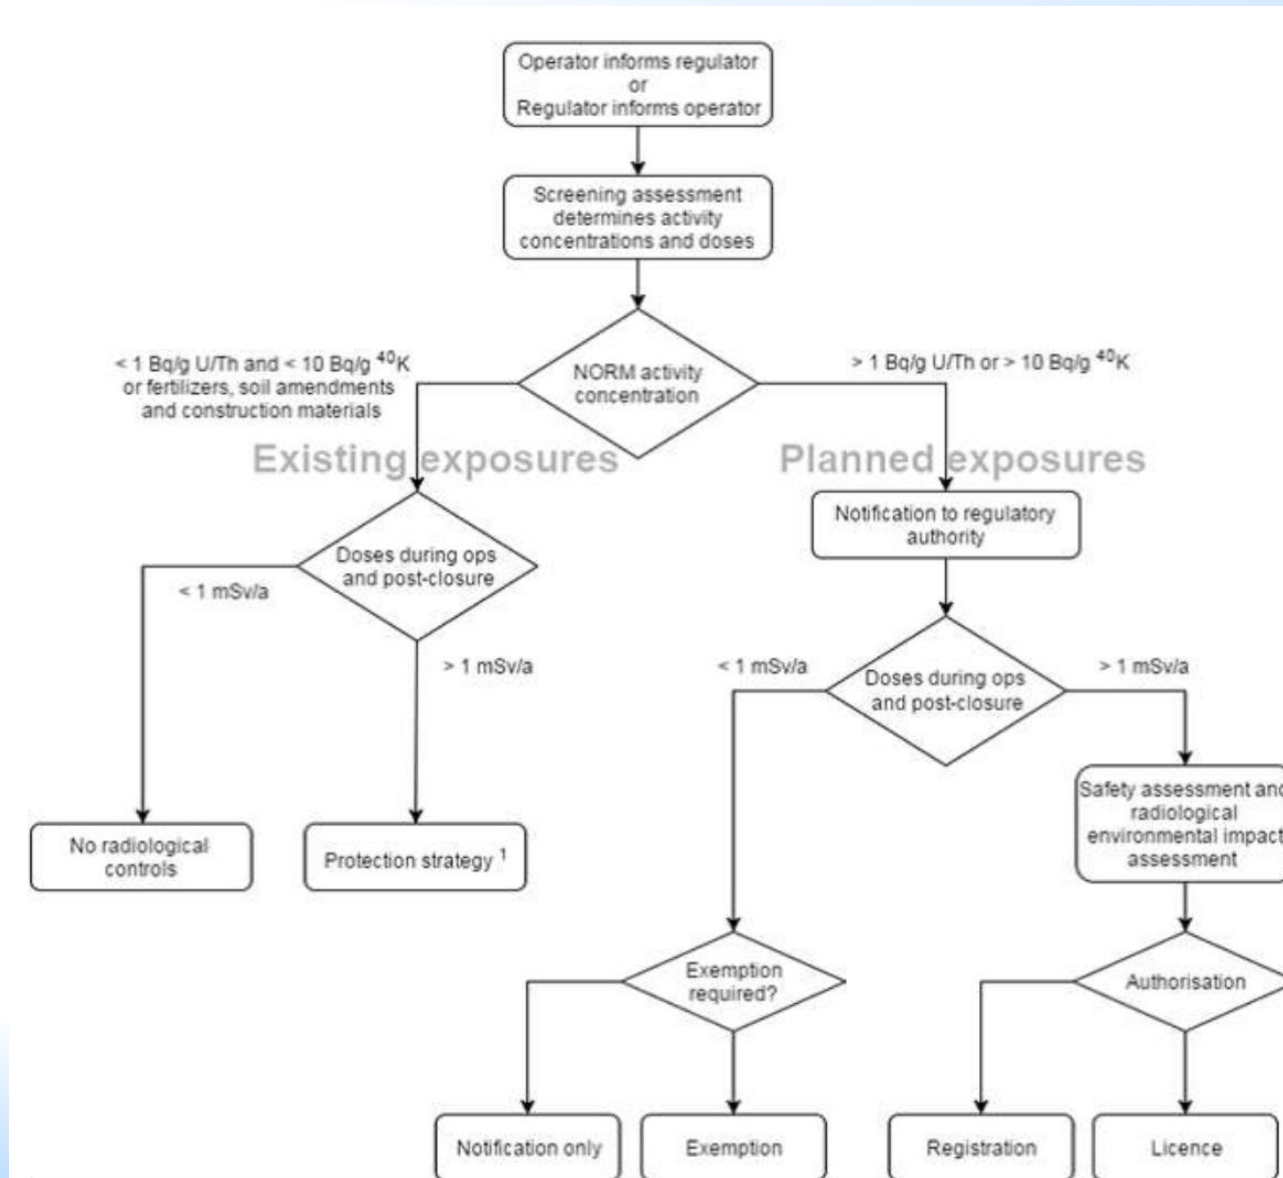 Operator informs regulator
or
Regulator informs operator
Screening assessment
determines activity
concentrations and doses
NORM activity
concentration
< 1 Bq/g U/Th and < 10 Bq/g ⁴⁰K
or fertilizers, soil amendments
and construction materials
> 1 Bq/g U/Th or > 10 Bq/g ⁴⁰K
Existing exposures
Planned exposures
Doses during ops
and post-closure
< 1 mSv/a
> 1 mSv/a
No radiological
controls
Protection strategy ¹
Notification to regulatory
authority
Doses during ops
and post-closure
< 1 mSv/a
> 1 mSv/a
Safety assessment and
radiological
environmental impact
assessment
Exemption
required?
Authorisation
Notification only
Exemption
Registration
Licence